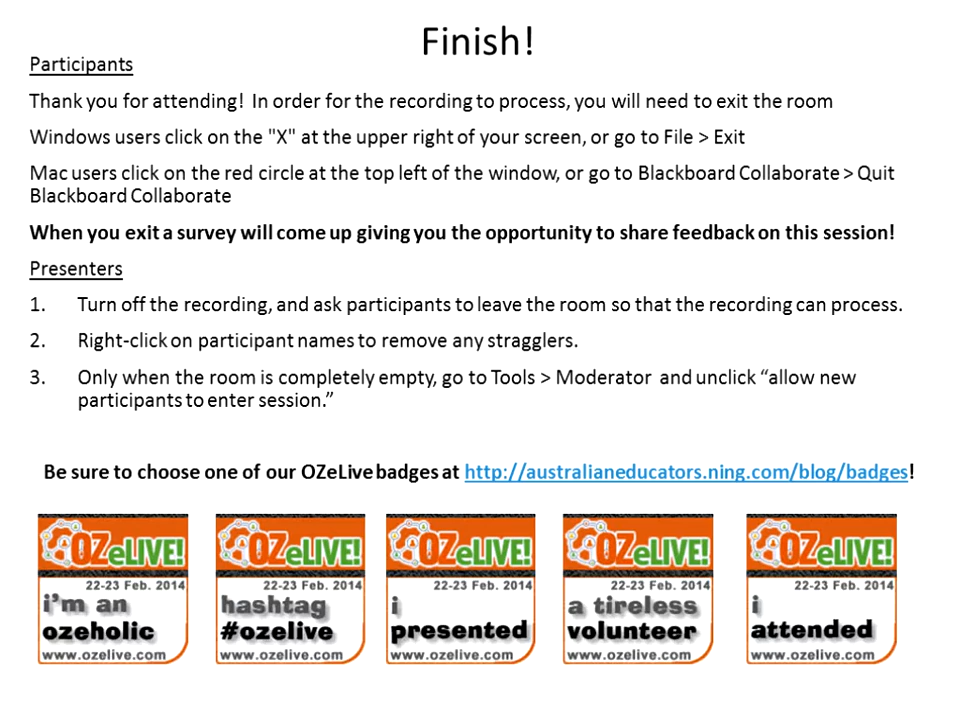 Finish!
Participants
Thank you for attending! In order for the recording to process, you will need to exit the room
Windows users click on the "X" at the upper right of your screen, or go to File > Exit
Mac users click on the red circle at the top left of the window, or go to Blackboard Collaborate > Quit
Blackboard Collaborate
When you exit a survey will come up giving you the opportunity to share feedback on this session!
Presenters
1. Turn off the recording, and ask participants to leave the room so that the recording can process.
2. Right-click on participant names to remove any stragglers.
3. Only when the room is completely empty, go to Tools > Moderator and unclick “allow new
participants to enter session.”
Be sure to choose one of our OZeLive badges at http://australianeducators.ning.com/blog/badges!
OZeLIVE!
22-23 Feb. 2014
i'm an
ozeholic
www.ozelive.com
OZeLIVE!
22-23 Feb. 2014
hashtag
#ozelive
www.ozelive.com
OZeLIVE!
22-23 Feb. 2014
i
presented
www.ozelive.com
OZeLIVE!
22-23 Feb. 2014
a tireless
volunteer
www.ozelive.com
OZeLIVE!
22-23 Feb. 2014
i
attended
www.ozelive.com